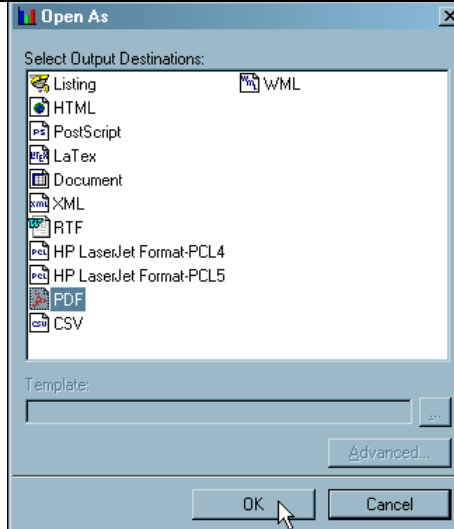 Open As
Select Output Destinations:
Listing
HTML
PostScript
LaTex
Document
XML
RTF
HP LaserJet Format-PCL4
HP LaserJet Format-PCL5
PDF
CSV
WML
Template:
...
Advanced...
OK
Cancel